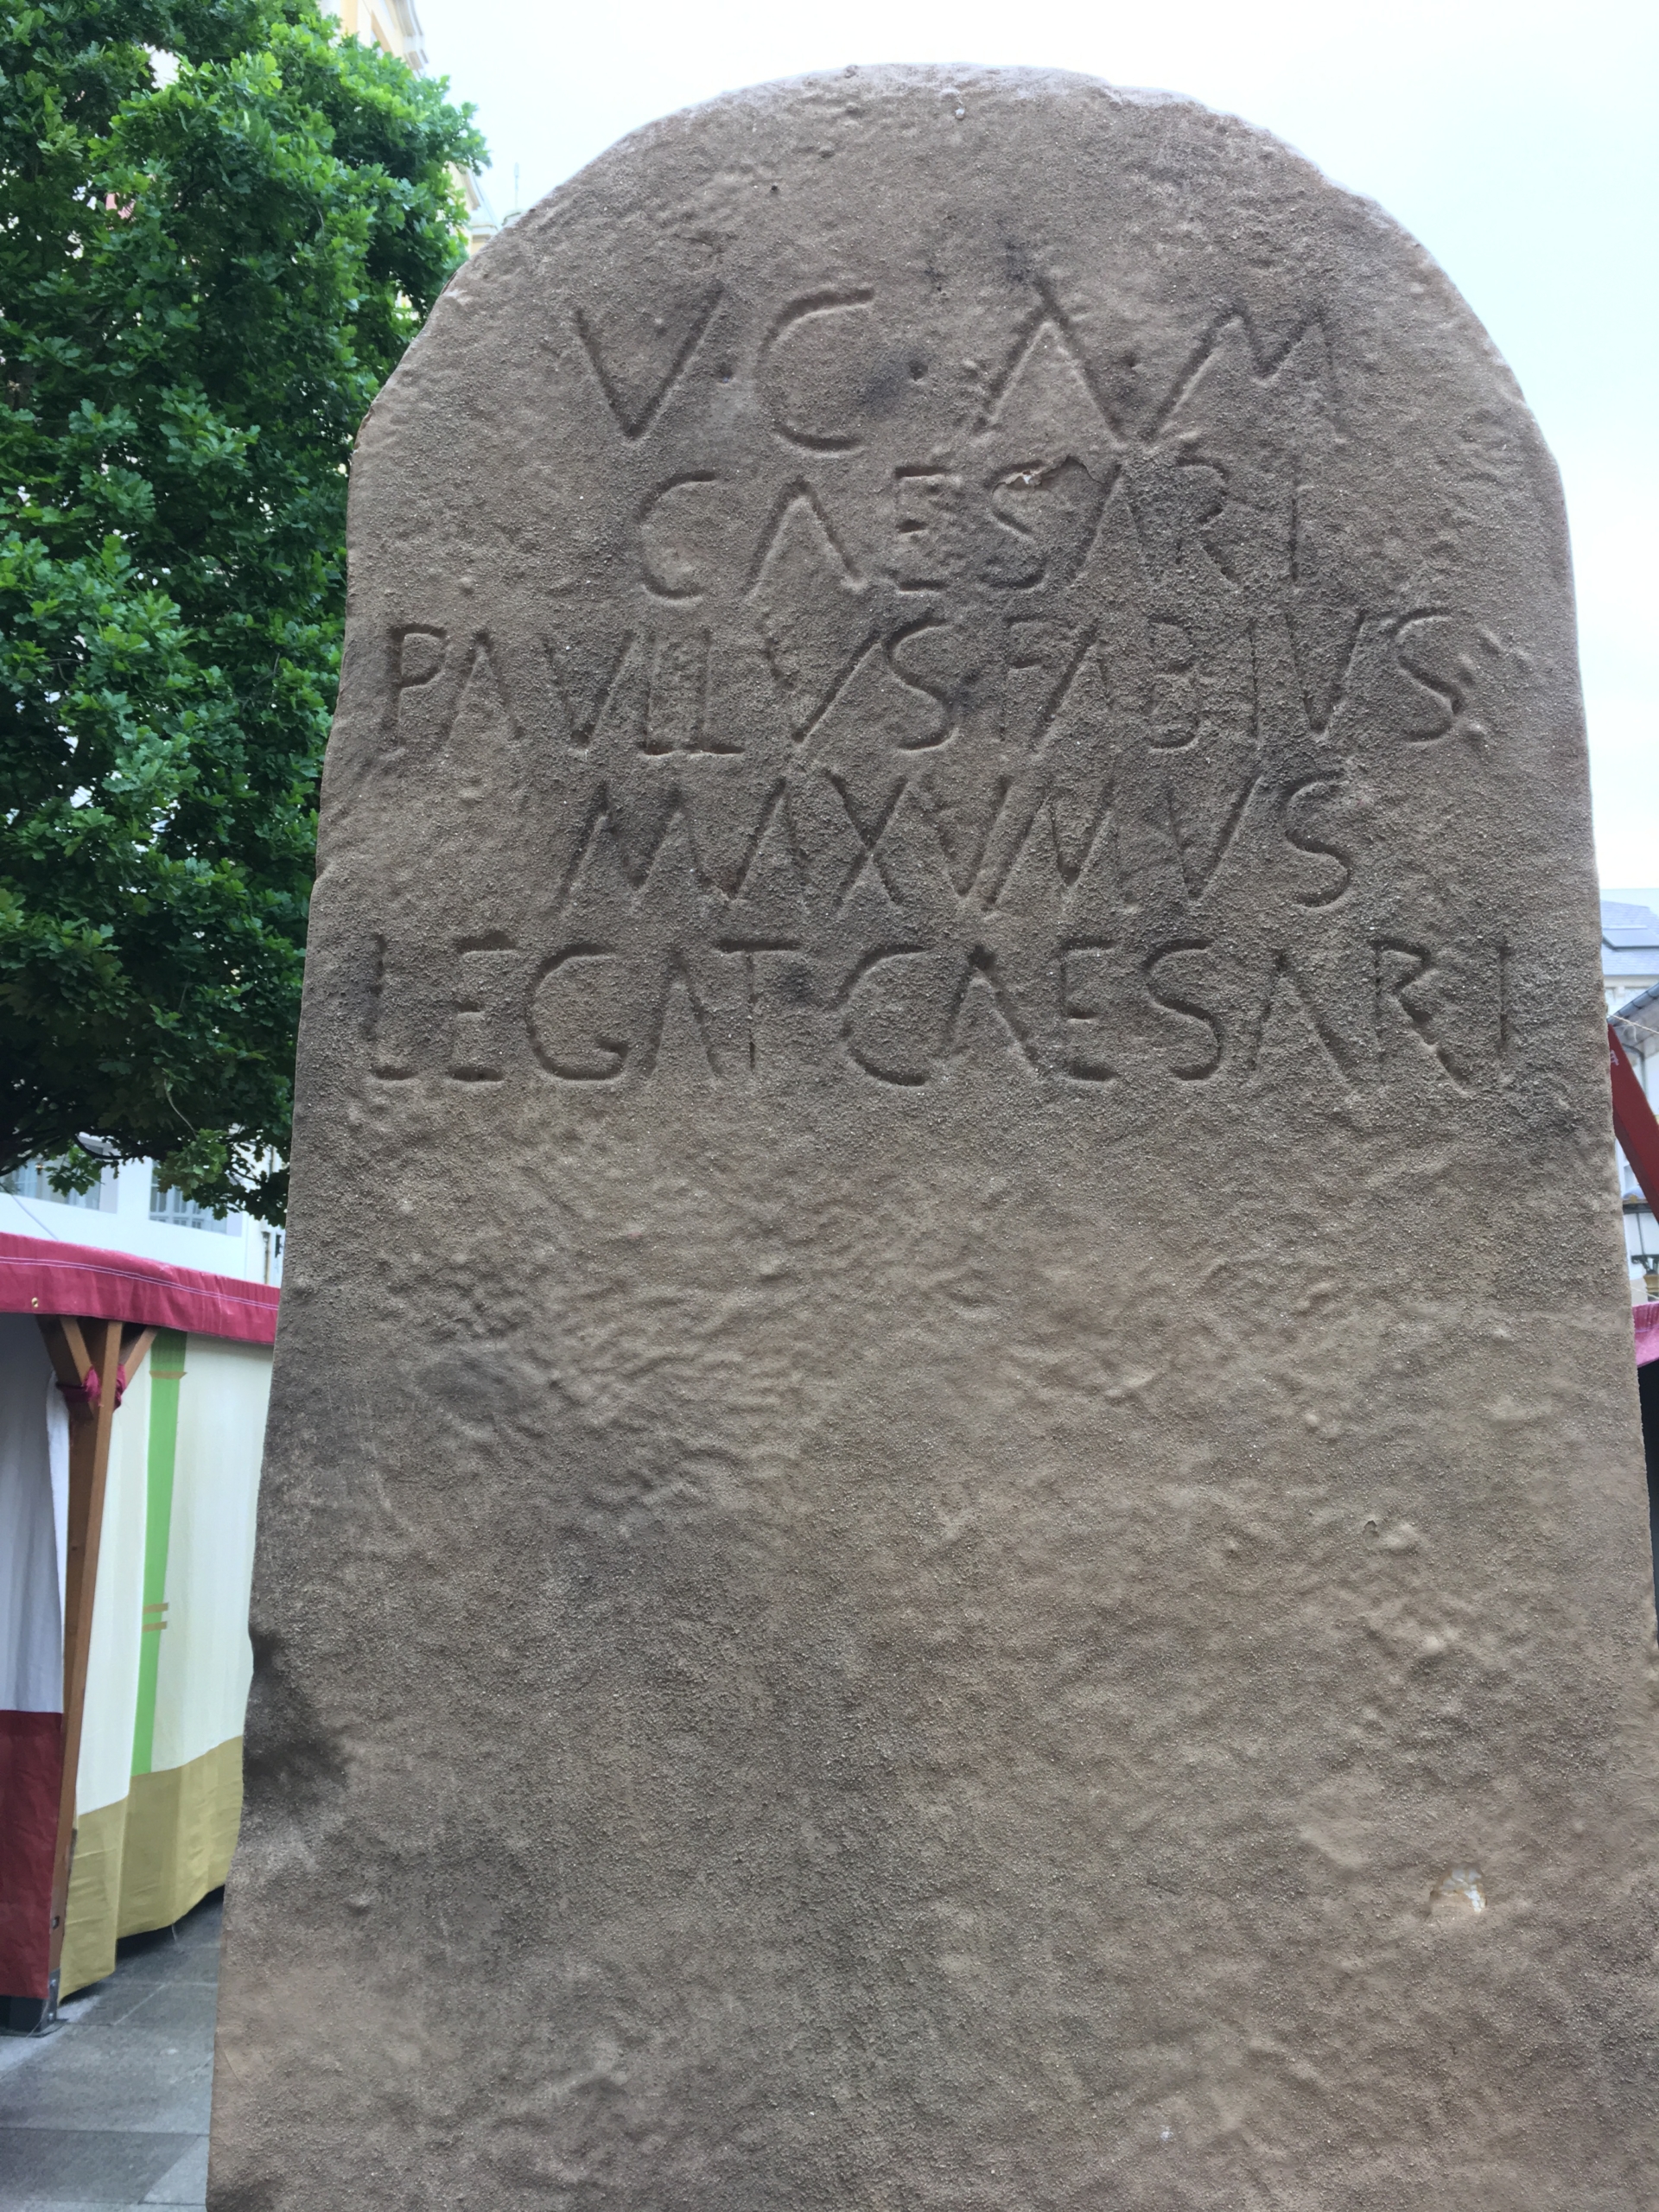 V·C·A·M
CAESARI
PAVLLVS·FABIVS·
MAXVMVS
LEGAT·CAESARI